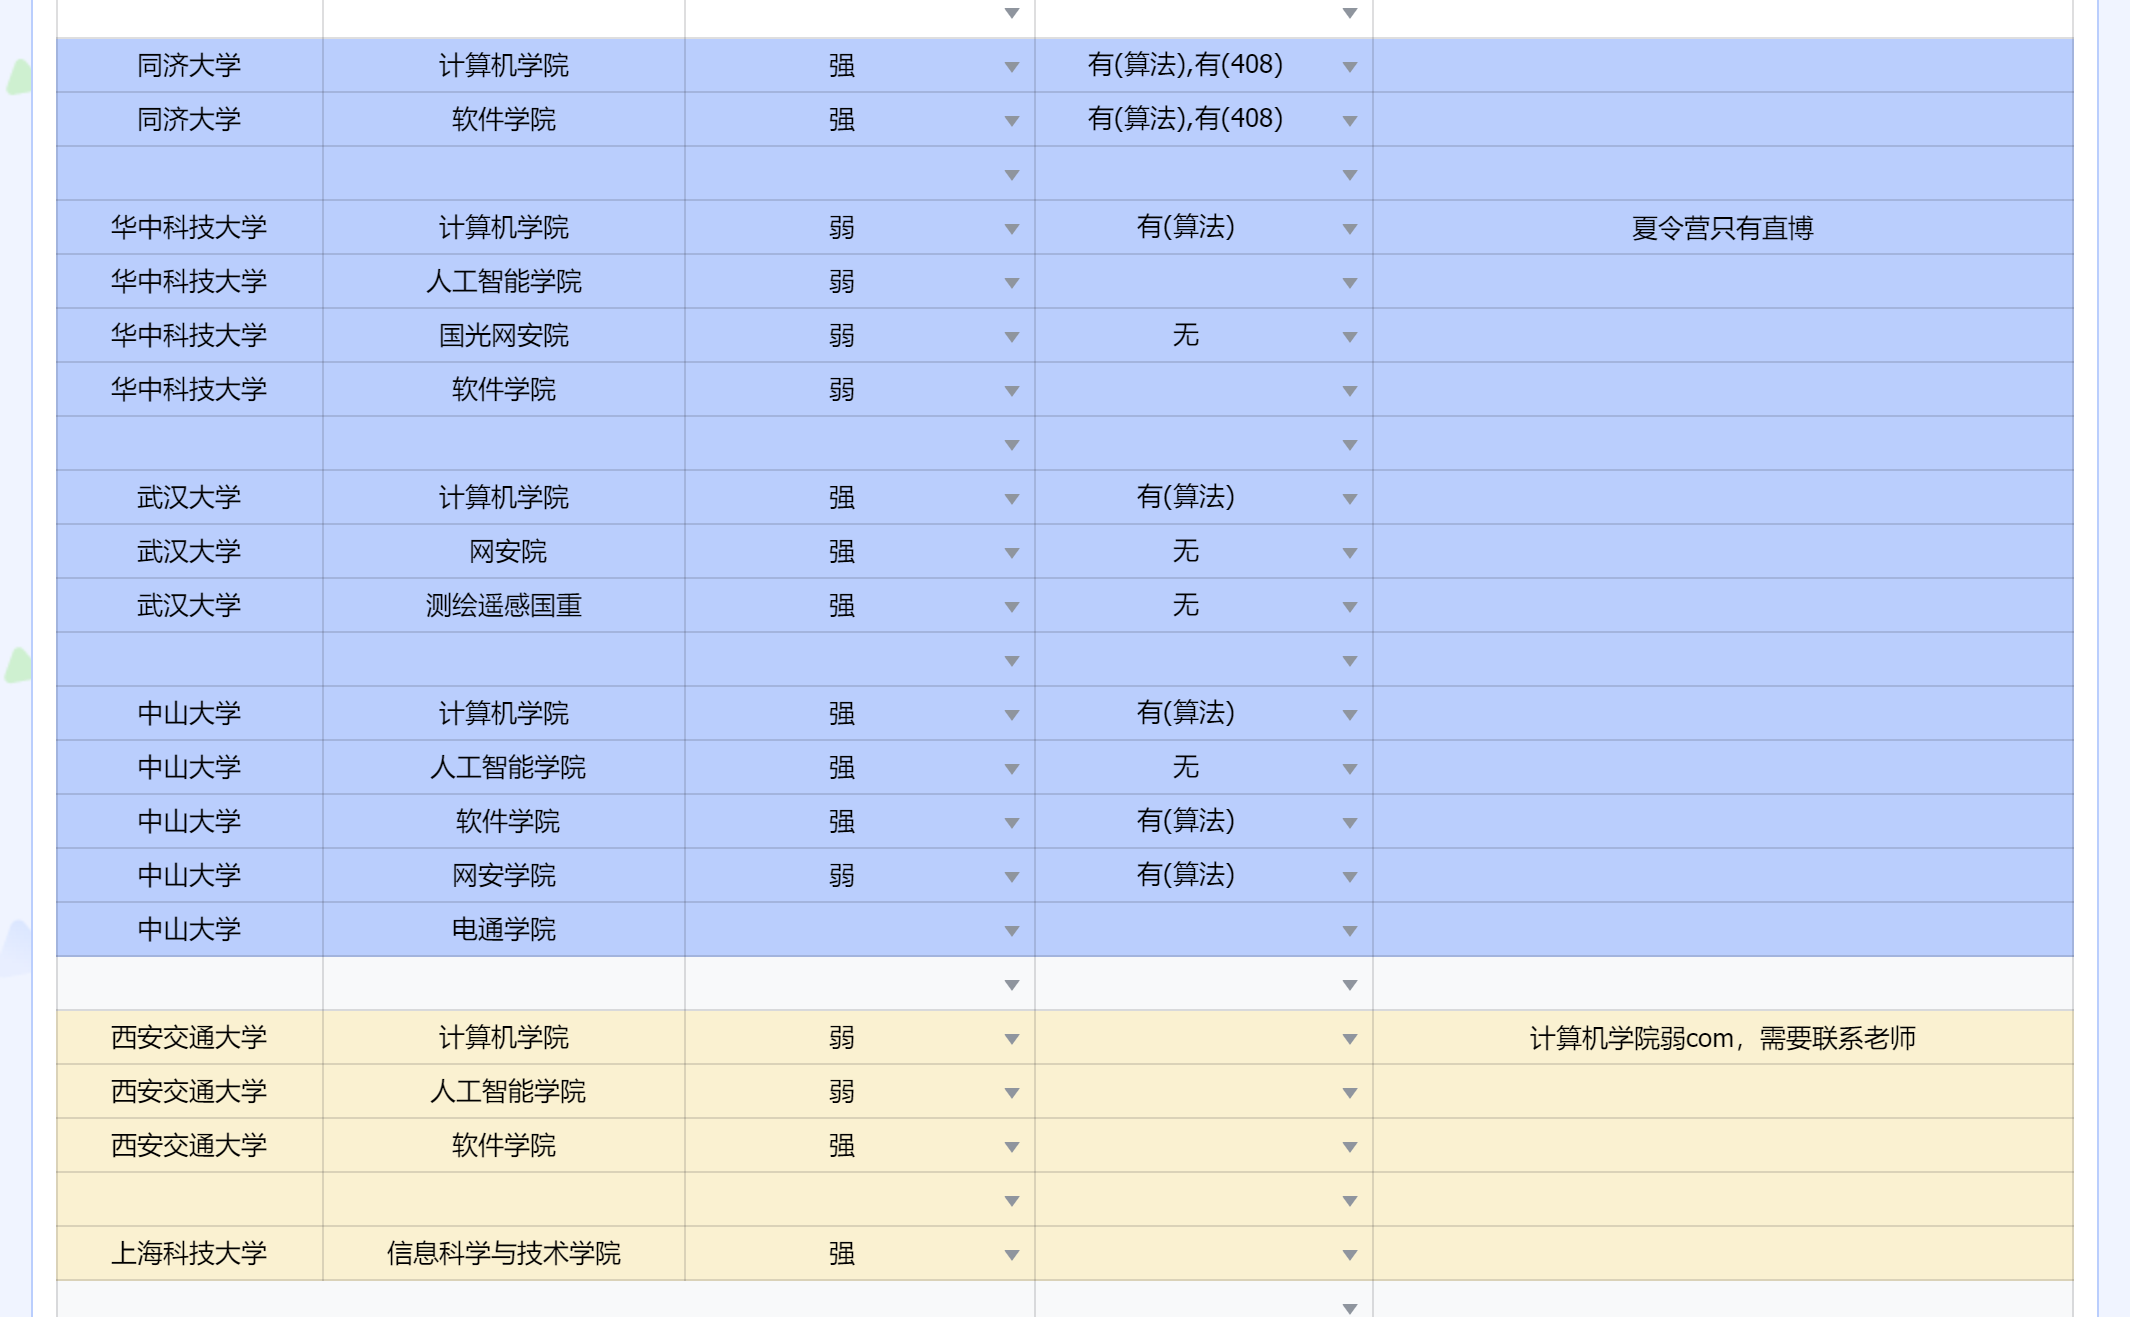 同济大学 计算机学院 强 有(算法),有(408)
同济大学 软件学院 强 有(算法),有(408)
华中科技大学 计算机学院 弱 有(算法) 夏令营只有直博
华中科技大学 人工智能学院 弱
华中科技大学 国光网安院 弱 无
华中科技大学 软件学院 弱
武汉大学 计算机学院 强 有(算法)
武汉大学 网安院 强 无
武汉大学 测绘遥感国重 强 无
中山大学 计算机学院 强 有(算法)
中山大学 人工智能学院 强 无
中山大学 软件学院 强 有(算法)
中山大学 网安学院 弱 有(算法)
中山大学 电通学院
西安交通大学 计算机学院 弱 计算机学院弱com，需要联系老师
西安交通大学 人工智能学院 弱
西安交通大学 软件学院 强
上海科技大学 信息科学与技术学院 强